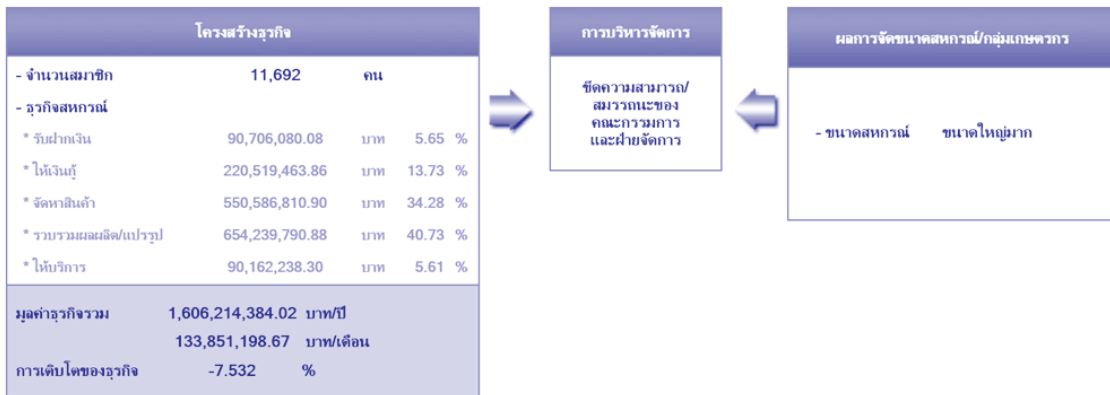 โครงสร้างธุรกิจ
- จำนวนสมาชิก 11,692 คน
- ธุรกิจสหกรณ์
* รับฝากเงิน 90,706,080.08 บาท 5.65 %
* ให้เงินกู้ 220,519,463.86 บาท 13.73 %
* จัดหาสินค้า 550,586,810.90 บาท 34.28 %
* รวบรวมผลผลิต/แปรรูป 654,239,790.88 บาท 40.73 %
* ให้บริการ 90,162,238.30 บาท 5.61 %
มูลค่าธุรกิจรวม 1,606,214,384.02 บาท/ปี
133,851,198.67 บาท/เดือน
การเติบโตของธุรกิจ -7.532 %
การบริหารจัดการ
ขีดความสามารถ/
สมรรถนะของ
คณะกรรมการ
และฝ่ายจัดการ
ผลการจัดขนาดสหกรณ์/กลุ่มเกษตรกร
- ขนาดสหกรณ์ ขนาดใหญ่มาก